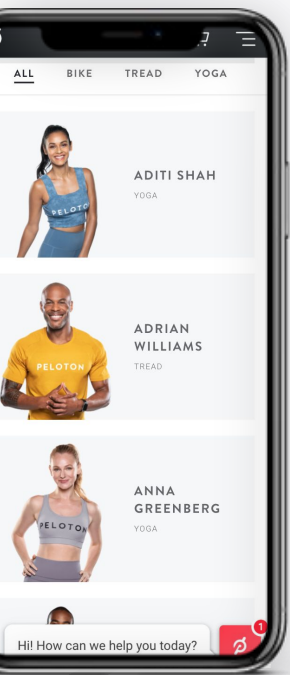 ALL BIKE TREAD YOGA
PELOTO
ADITI SHAH
YOGA
PELOTON
ADRIAN
WILLIAMS
TREAD
PELOTON
ANNA
GREENBERG
YOGA
1
Hi! How can we help you today?